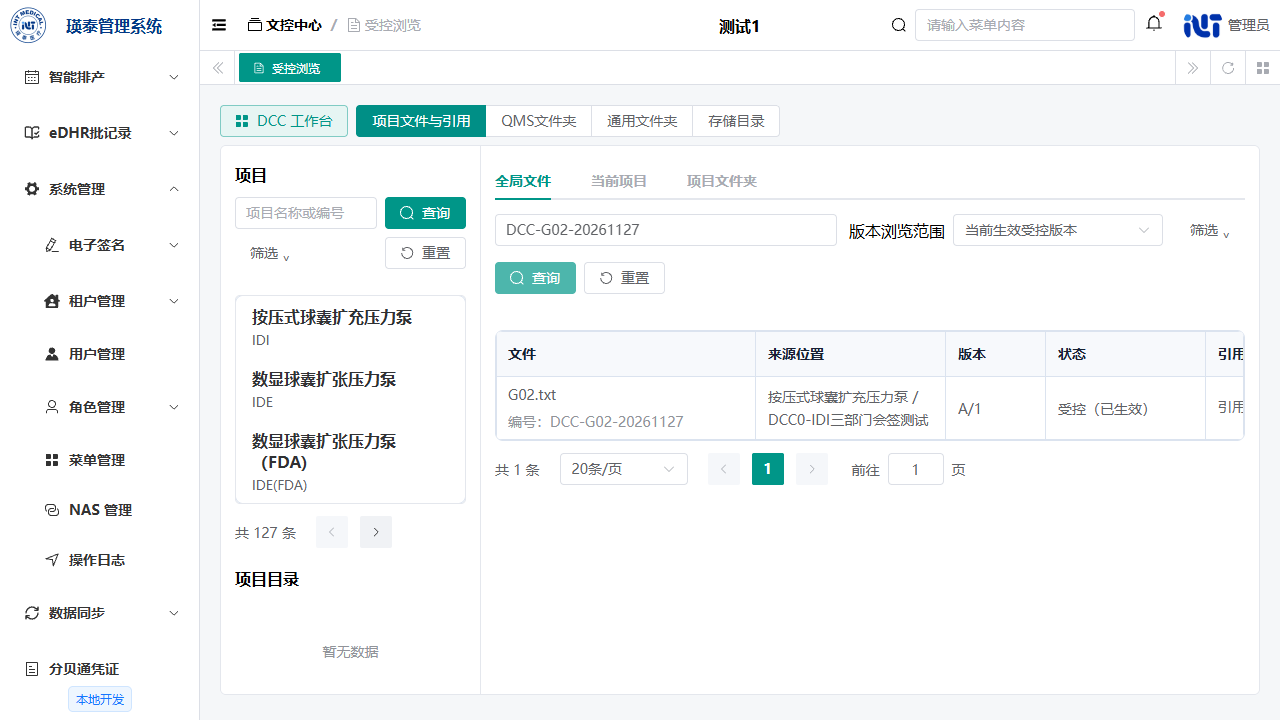 瑛泰管理系统
文控中心 / 受控浏览
测试1
请输入菜单内容
管理员
受控浏览
智能排产
eDHR批记录
系统管理
电子签名
租户管理
用户管理
角色管理
菜单管理
NAS 管理
操作日志
数据同步
分贝通凭证
本地开发
DCC 工作台
项目文件与引用
QMS文件夹
通用文件夹
存储目录
项目
项目名称或编号
查询
筛选
重置
按压式球囊扩充压力泵
IDI
数显球囊扩张压力泵
IDE
数显球囊扩张压力泵
（FDA）
IDE(FDA)
共 127 条
项目目录
暂无数据
全局文件
当前项目
项目文件夹
DCC-G02-20261127
版本浏览范围
当前生效受控版本
筛选
查询
重置
文件
来源位置
版本
状态
引用
G02.txt
编号：DCC-G02-20261127
按压式球囊扩充压力泵 /
DCC0-IDI三部门会签测试
A/1
受控（已生效）
引用
共 1 条
20条/页
1
前往 1 页